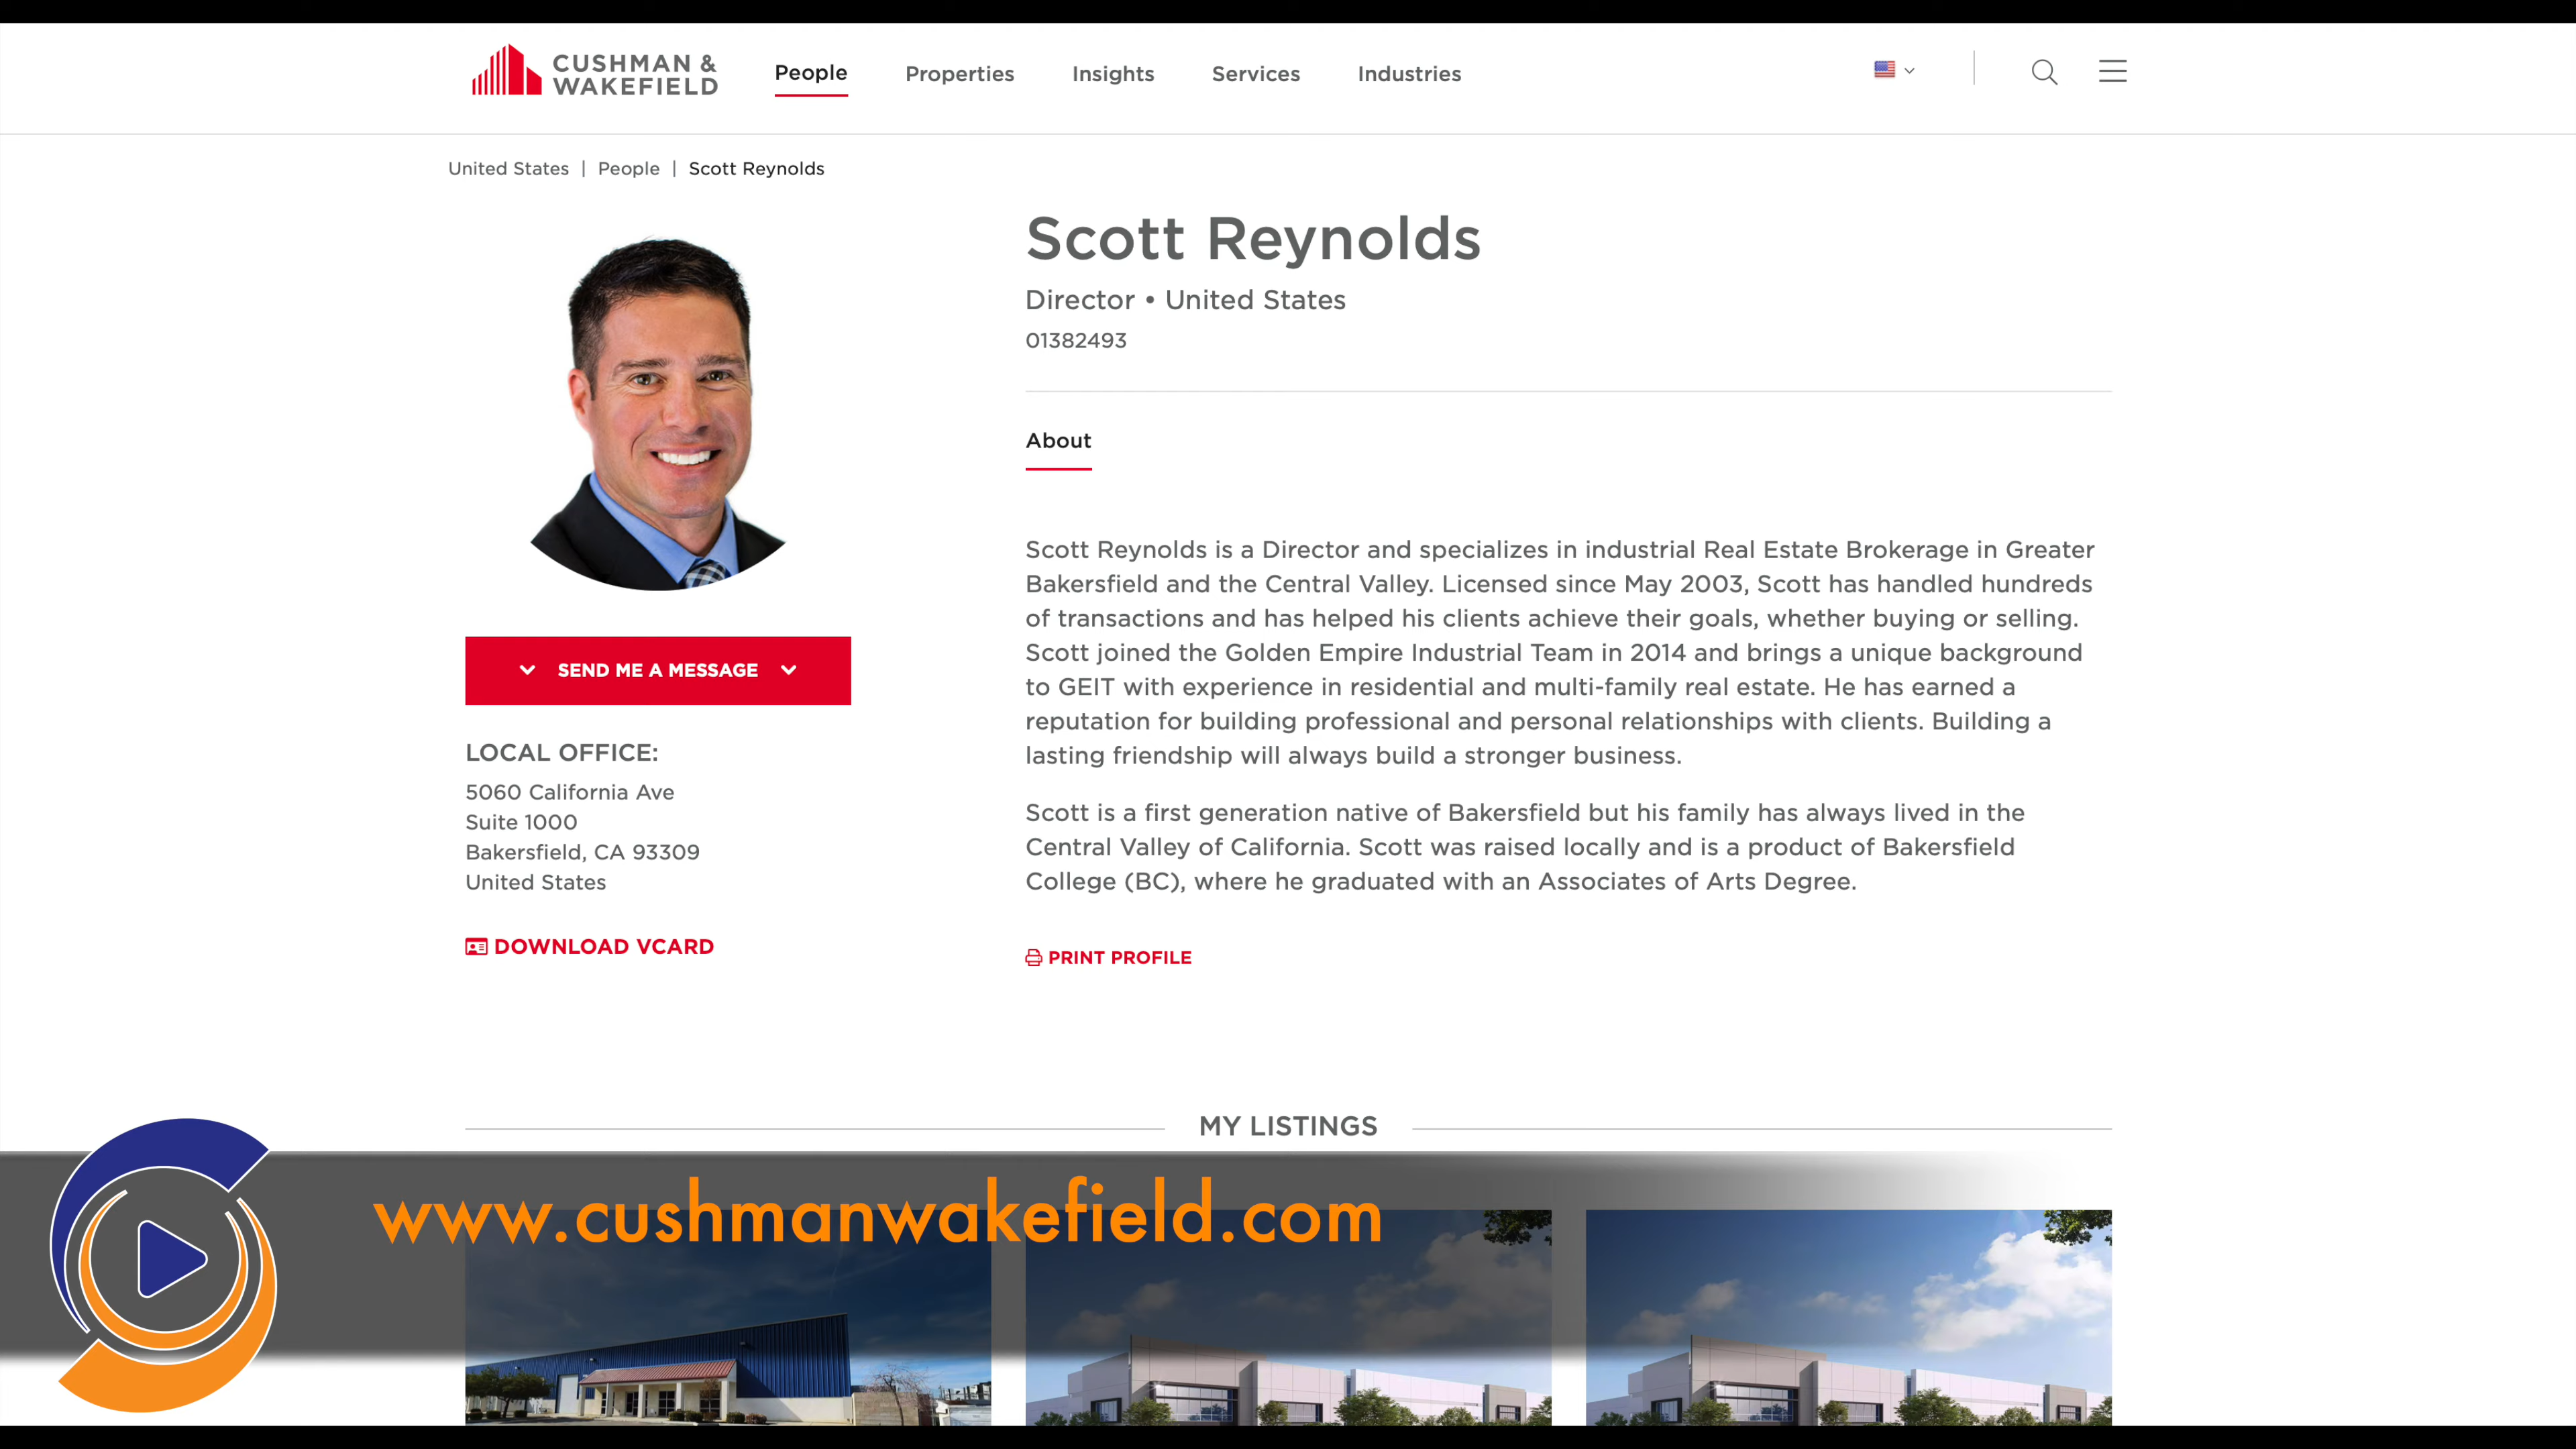 CUSHMAN &
WAKEFIELD
People
Properties
Insights
Services
Industries
United States | People | Scott Reynolds
Scott Reynolds
Director • United States
01382493
About
Scott Reynolds is a Director and specializes in industrial Real Estate Brokerage in Greater
Bakersfield and the Central Valley. Licensed since May 2003, Scott has handled hundreds
of transactions and has helped his clients achieve their goals, whether buying or selling.
Scott joined the Golden Empire Industrial Team in 2014 and brings a unique background
to GEIT with experience in residential and multi-family real estate. He has earned a
reputation for building professional and personal relationships with clients. Building a
lasting friendship will always build a stronger business.
Scott is a first generation native of Bakersfield but his family has always lived in the
Central Valley of California. Scott was raised locally and is a product of Bakersfield
College (BC), where he graduated with an Associates of Arts Degree.
PRINT PROFILE
SEND ME A MESSAGE
LOCAL OFFICE:
5060 California Ave
Suite 1000
Bakersfield, CA 93309
United States
DOWNLOAD VCARD
MY LISTINGS
www.cushmanwakefield.com